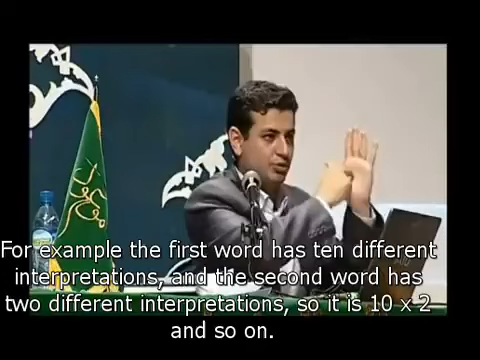 For example the first word has ten different
interpretations, and the second word has
two different interpretations, so it is 10 x 2
and so on.